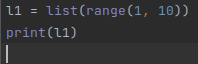 l1 = list(range(1, 10))
print(l1)